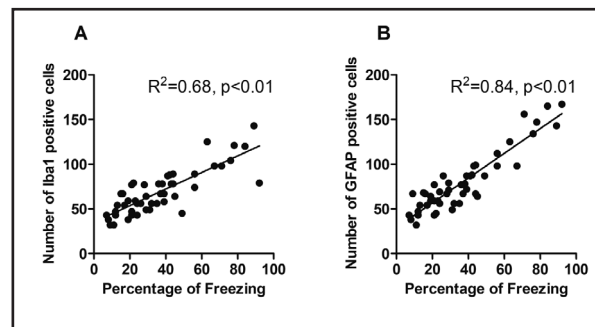 A
R²=0.68, p<0.01
Number of Iba1 positive cells
200
150
100
50
0
0 20 40 60 80 100
Percentage of Freezing
B
R²=0.84, p<0.01
Number of GFAP positive cells
200
150
100
50
0
0 20 40 60 80 100
Percentage of Freezing